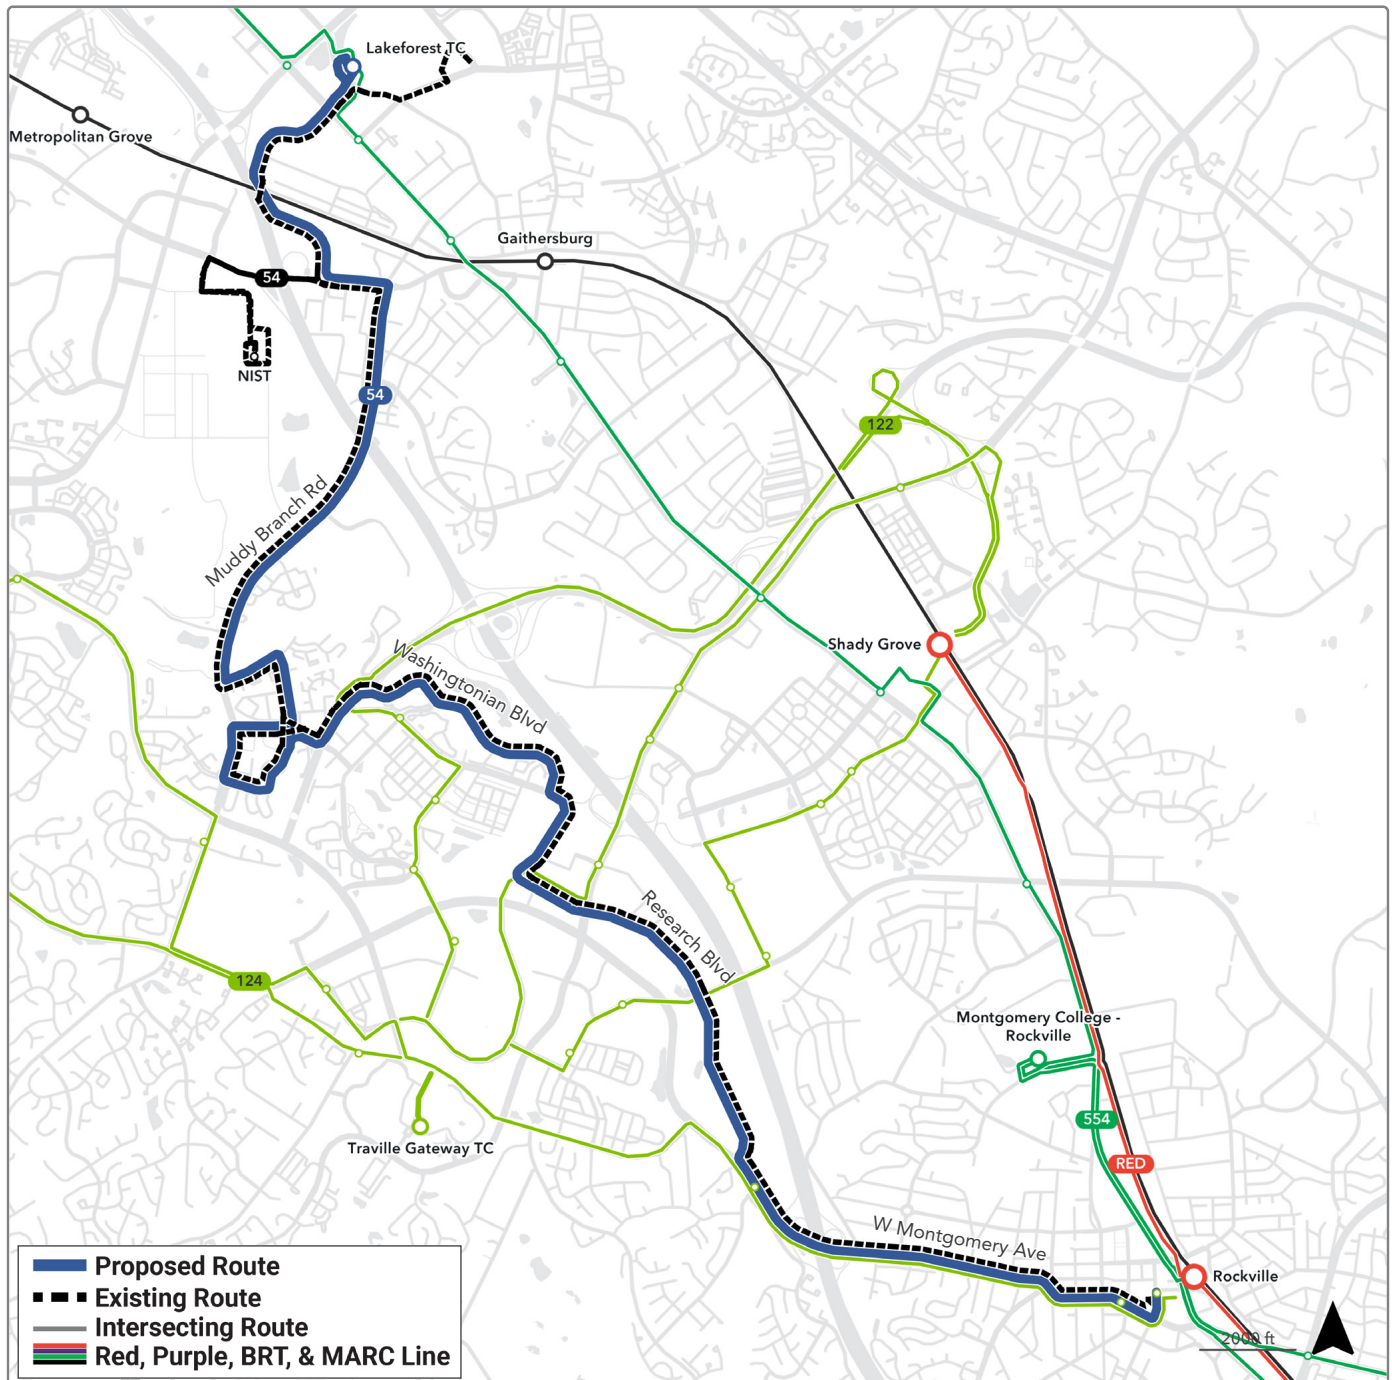 Lakeforest TC
Metropolitan Grove
Gaithersburg
54
NIST
54
122
Muddy Branch Rd
Shady Grove
Washingtonian Blvd
Research Blvd
124
Montgomery College -
Rockville
554
Traville Gateway TC
RED
W Montgomery Ave
Rockville
2000 ft
Proposed Route
Existing Route
Intersecting Route
Red, Purple, BRT, & MARC Line